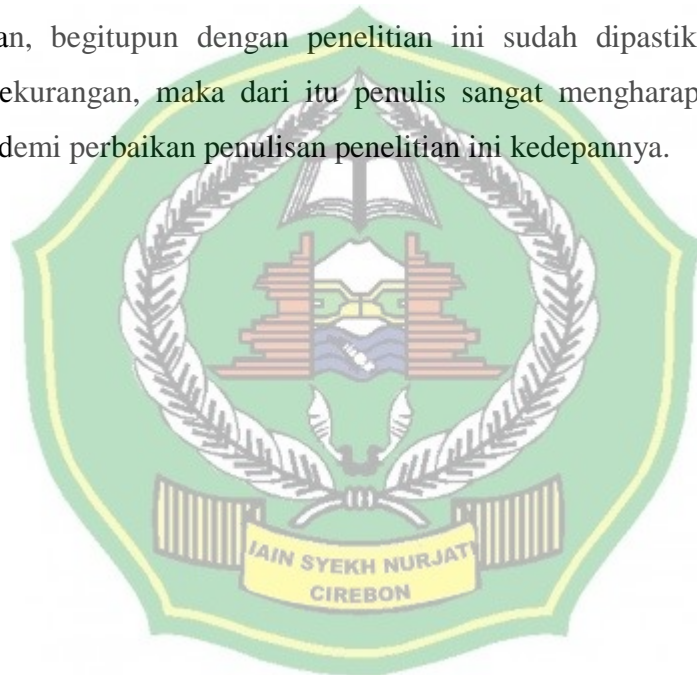 an, begitupun dengan penelitian ini sudah dipastik
ekurangan, maka dari itu penulis sangat mengharap
demi perbaikan penulisan penelitian ini kedepannya.
IAIN SYEKH NURJATI
CIREBON